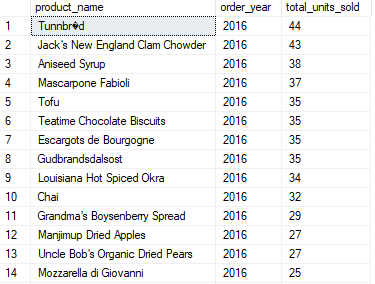 product_name order_year total_units_sold
1 Tunnbr�d 2016 44
2 Jack's New England Clam Chowder 2016 43
3 Aniseed Syrup 2016 38
4 Mascarpone Fabioli 2016 37
5 Tofu 2016 35
6 Teatime Chocolate Biscuits 2016 35
7 Escargots de Bourgogne 2016 35
8 Gudbrandsdalsost 2016 35
9 Louisiana Hot Spiced Okra 2016 34
10 Chai 2016 32
11 Grandma's Boysenberry Spread 2016 29
12 Manjimup Dried Apples 2016 27
13 Uncle Bob's Organic Dried Pears 2016 27
14 Mozzarella di Giovanni 2016 25